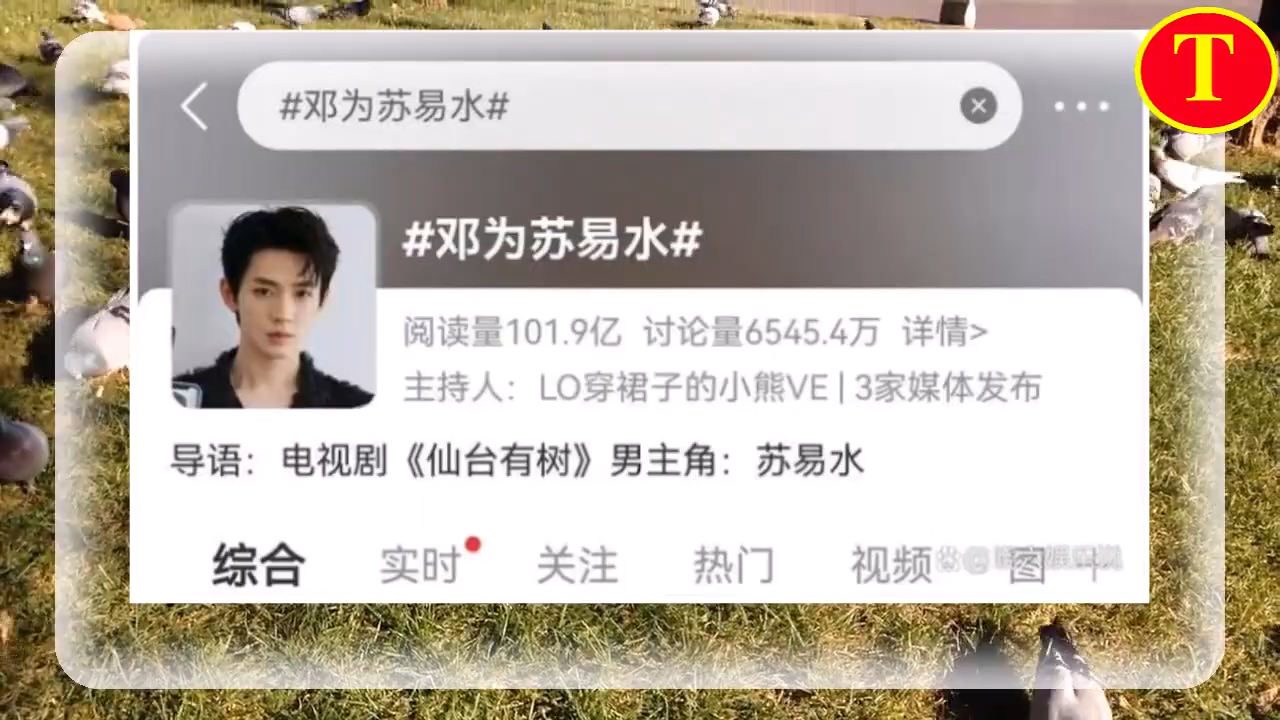 T
#邓为苏易水#
#邓为苏易水#
阅读量101.9亿 讨论量6545.4万 详情>
主持人：LO穿裙子的小熊VE | 3家媒体发布
导语：电视剧《仙台有树》男主角：苏易水
综合 实时 关注 热门 视频 图